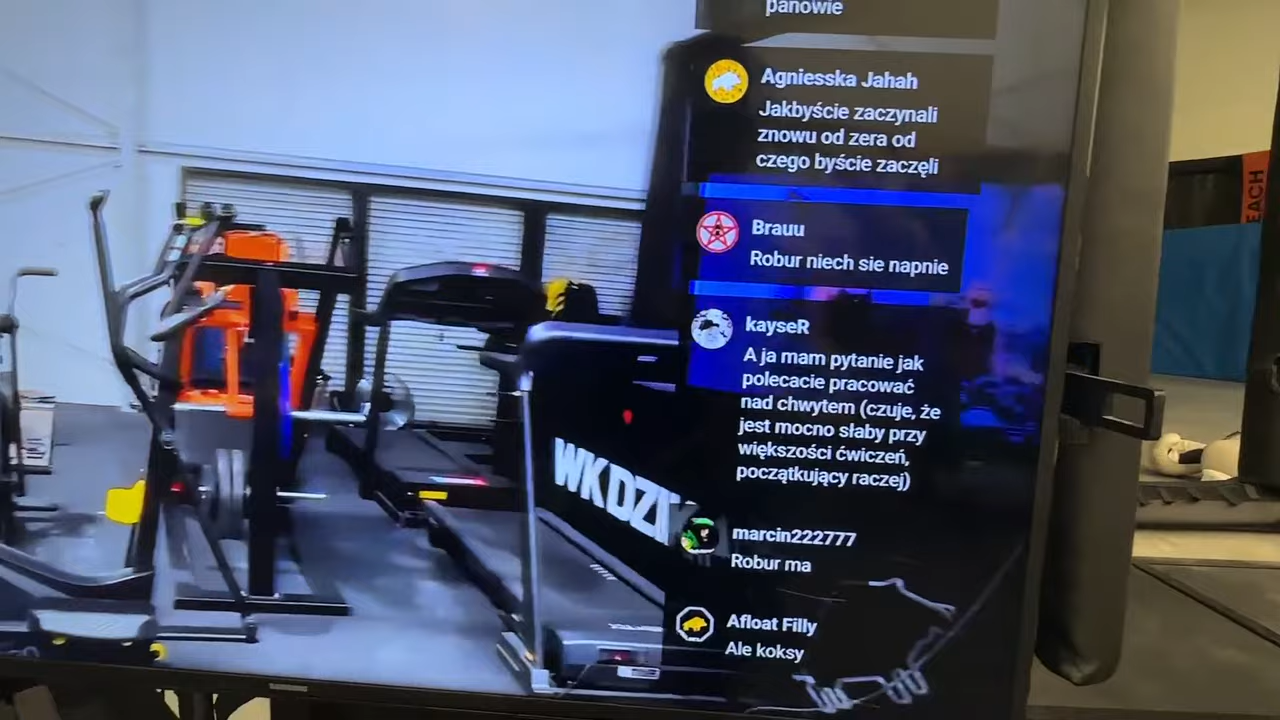 panowie
Agniesska Jahah
Jakbyście zaczynali
znowu od zera od
czego byście zaczęli
Brauu
Robur niech sie napnie
kayseR
A ja mam pytanie jak
polecacie pracować
nad chwytem (czuje, że
jest mocno słaby przy
większości ćwiczeń,
początkujący raczej)
WKDZIK
marcin222777
Robur ma
Afloat Filly
Ale koksy
EACH